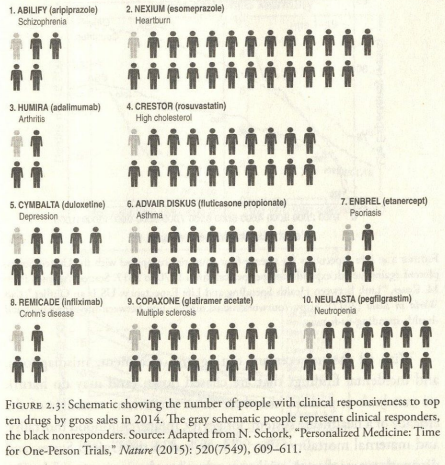 1. ABILIFY (aripiprazole)
Schizophrenia
2. NEXIUM (esomeprazole)
Heartburn
3. HUMIRA (adalimumab)
Arthritis
4. CRESTOR (rosuvastatin)
High cholesterol
5. CYMBALTA (duloxetine)
Depression
6. ADVAIR DISKUS (fluticasone propionate)
Asthma
7. ENBREL (etanercept)
Psoriasis
8. REMICADE (infliximab)
Crohn's disease
9. COPAXONE (glatiramer acetate)
Multiple sclerosis
10. NEULASTA (pegfilgrastim)
Neutropenia
FIGURE 2.3: Schematic showing the number of people with clinical responsiveness to top
ten drugs by gross sales in 2014. The gray schematic people represent clinical responders,
the black nonresponders. Source: Adapted from N. Schork, "Personalized Medicine: Time
for One-Person Trials," Nature (2015): 520(7549), 609–611.